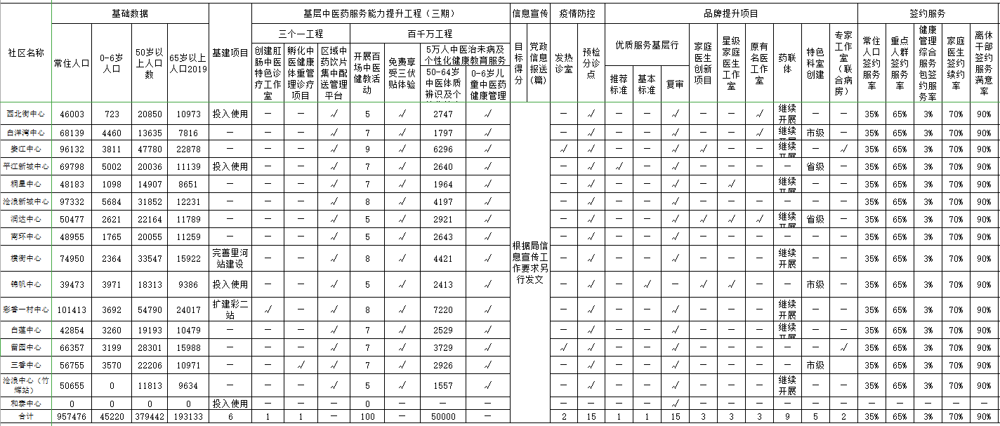 社区名称 基础数据 基建项目 基层中医药服务能力提升工程（三期） 信息宣传 疫情防控 品牌提升项目 签约服务
三个一工程 百千万工程 目标得分 党政信息报送（篇） 发热诊室 预检分诊点 优质服务基层行 家庭医生创新项目 星级家庭医生工作室 原有名医工作室 药联体 特色科室创建 专家工作室（联合病房） 常住人口签约服务率 重点人群签约服务率 健康管理综合服务包签约服务率 家庭医生签约续约率 离休干部签约服务满意率
常住人口 0-6岁人口 50岁以上人口数 65岁以上人口2019 创建肛肠中医特色诊疗工作室 孵化中医健康体重管理诊疗项目 区域中药饮片集中配送管理平台 开展百场中医健教活动 免费享受三伏贴体验 5万人中医治未病及个性化健康教育服务
50-64岁中医体质辨识及个 0-6岁儿童中医药健康管理 推荐标准 基本标准 复审
西北街中心 46003 723 20850 10973 投入使用 — — √ 5 √ 2747 √ — √ — — √ — — √ 继续开展 — — 35% 65% 3% 70% 90%
白洋湾中心 68139 4460 13635 7816 — — — √ 7 √ 1797 √ — √ — — √ — — √ 继续开展 市级 — 35% 65% 3% 70% 90%
娄江中心 96132 3811 47780 22878 — — — √ 9 √ 6296 √ √ √ — — √ √ — — 继续开展 — √ 35% 65% 3% 70% 90%
平江新城中心 69798 5002 20036 11139 投入使用 — — √ 7 √ 2640 √ — √ √ — √ — — — — 省级 — 35% 65% 3% 70% 90%
桐星中心 48183 1098 14907 8651 — — — √ 7 √ 1964 √ — √ — — √ — √ 继续开展 — — 35% 65% 3% 70% 90%
沧浪新城中心 97332 5684 31852 12231 — — — √ 8 √ 4197 √ — √ — — √ — — — — — — 35% 65% 3% 70% 90%
润达中心 50477 2621 22164 11789 — — — √ 5 √ 2921 √ — √ — — √ √ √ √ 继续开展 省级 — 35% 65% 3% 70% 90%
南环中心 48955 1765 20055 11259 — — — √ 5 √ 2643 √ — √ — — √ — — — — — — 35% 65% 3% 70% 90%
横街中心 74950 2364 33547 15922 完善里河站建设 — — √ 8 √ 4421 √ 根据局信息宣传工作要求另行发文 — √ — — √ — — — 继续开展 — — 35% 65% 3% 70% 90%
锦帆中心 39473 3971 18313 9386 投入使用 — — √ 5 √ 2413 √ — √ — √ — √ √ — — 市级 — 35% 65% 3% 70% 90%
彩香一村中心 101413 3692 54790 24017 扩建彩二站 √ — √ 8 √ 7220 √ — √ — — √ — — — 继续开展 — — 35% 65% 3% 70% 90%
白莲中心 42854 3260 19193 10479 — — — √ 7 √ 2529 √ — √ — — √ — — — 继续开展 — — 35% 65% 3% 70% 90%
留园中心 66357 3199 28301 15988 — — — √ 7 √ 3729 √ √ √ — — √ — — — — — √ 35% 65% 3% 70% 90%
三香中心 56755 3570 22206 10971 — — √ √ 7 √ 2926 √ — √ — — √ — — — — 市级 — 35% 65% 3% 70% 90%
沧浪中心（竹辉站） 50655 0 11813 9634 — — — √ 5 √ 1557 √ — √ — — √ — — — 继续开展 — — 35% 65% 3% 70% 90%
和泰中心 0 0 0 0 投入使用 — — — 0 — — — — — — — √ — — — — — — — — — — —
合计 957476 45220 379442 193133 6 1 1 — 100 — 50000 — 2 15 1 1 15 3 3 3 9 5 2 35% 65% 3% 70% 90%